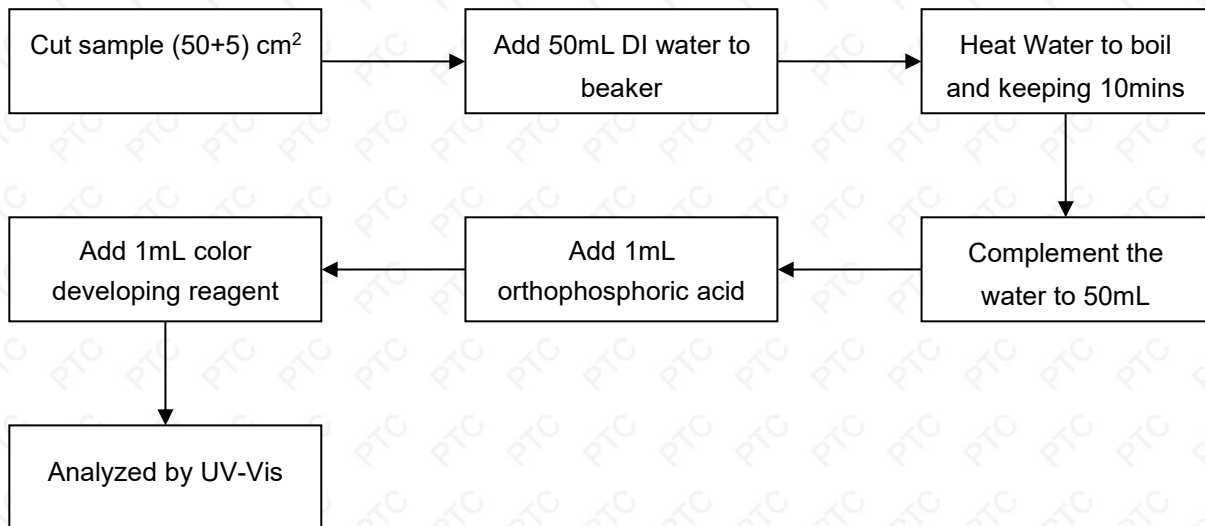 Cut sample (50+5) cm²
Add 50mL DI water to
beaker
Heat Water to boil
and keeping 10mins
Complement the
water to 50mL
Add 1mL
orthophosphoric acid
Add 1mL color
developing reagent
Analyzed by UV-Vis
PTC